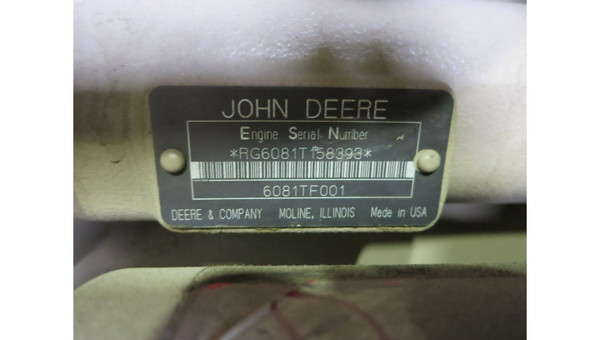 JOHN DEERE
Engine Serial Number
*RG6081T158393*
6081TF001
DEERE & COMPANY MOLINE, ILLINOIS Made in USA